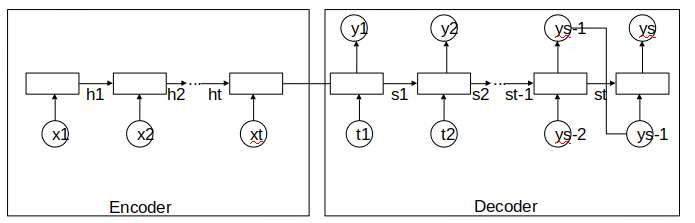 y1 y2 ys-1 ys
h1 h2 ht s1 s2 st-1 st
x1 x2 xt t1 t2 ys-2 ys-1
Encoder Decoder